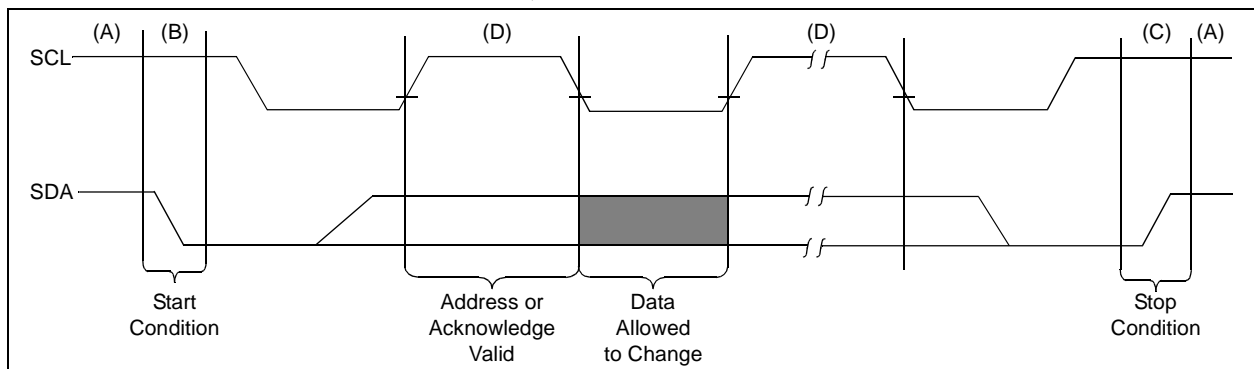 (A) (B) (D) (D) (C) (A)
SCL
SDA
Start
Condition
Address or
Acknowledge
Valid
Data
Allowed
to Change
Stop
Condition